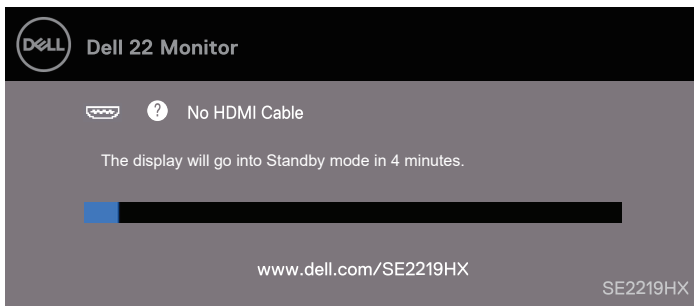 DELL Dell 22 Monitor
? No HDMI Cable
The display will go into Standby mode in 4 minutes.
www.dell.com/SE2219HX
SE2219HX